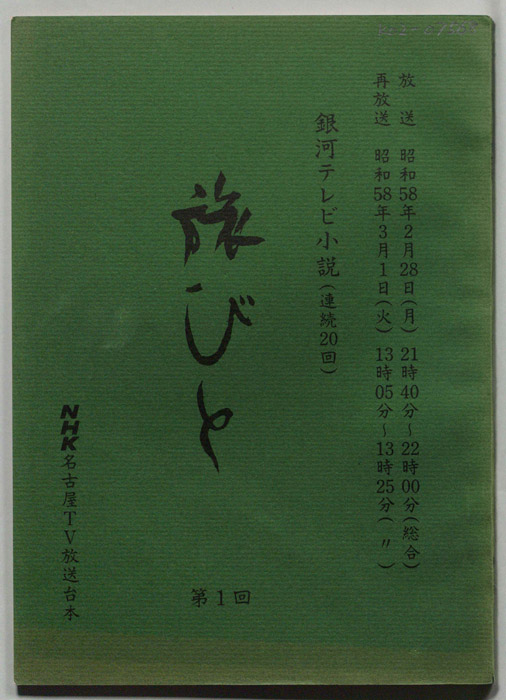 放送 昭和58年2月28日(月) 21時40分〜22時00分(総合)
再放送 昭和58年3月1日(火) 13時05分〜13時25分(〃)
銀河テレビ小説(連続20回)
旅びと
第1回
NHK名古屋TV放送台本